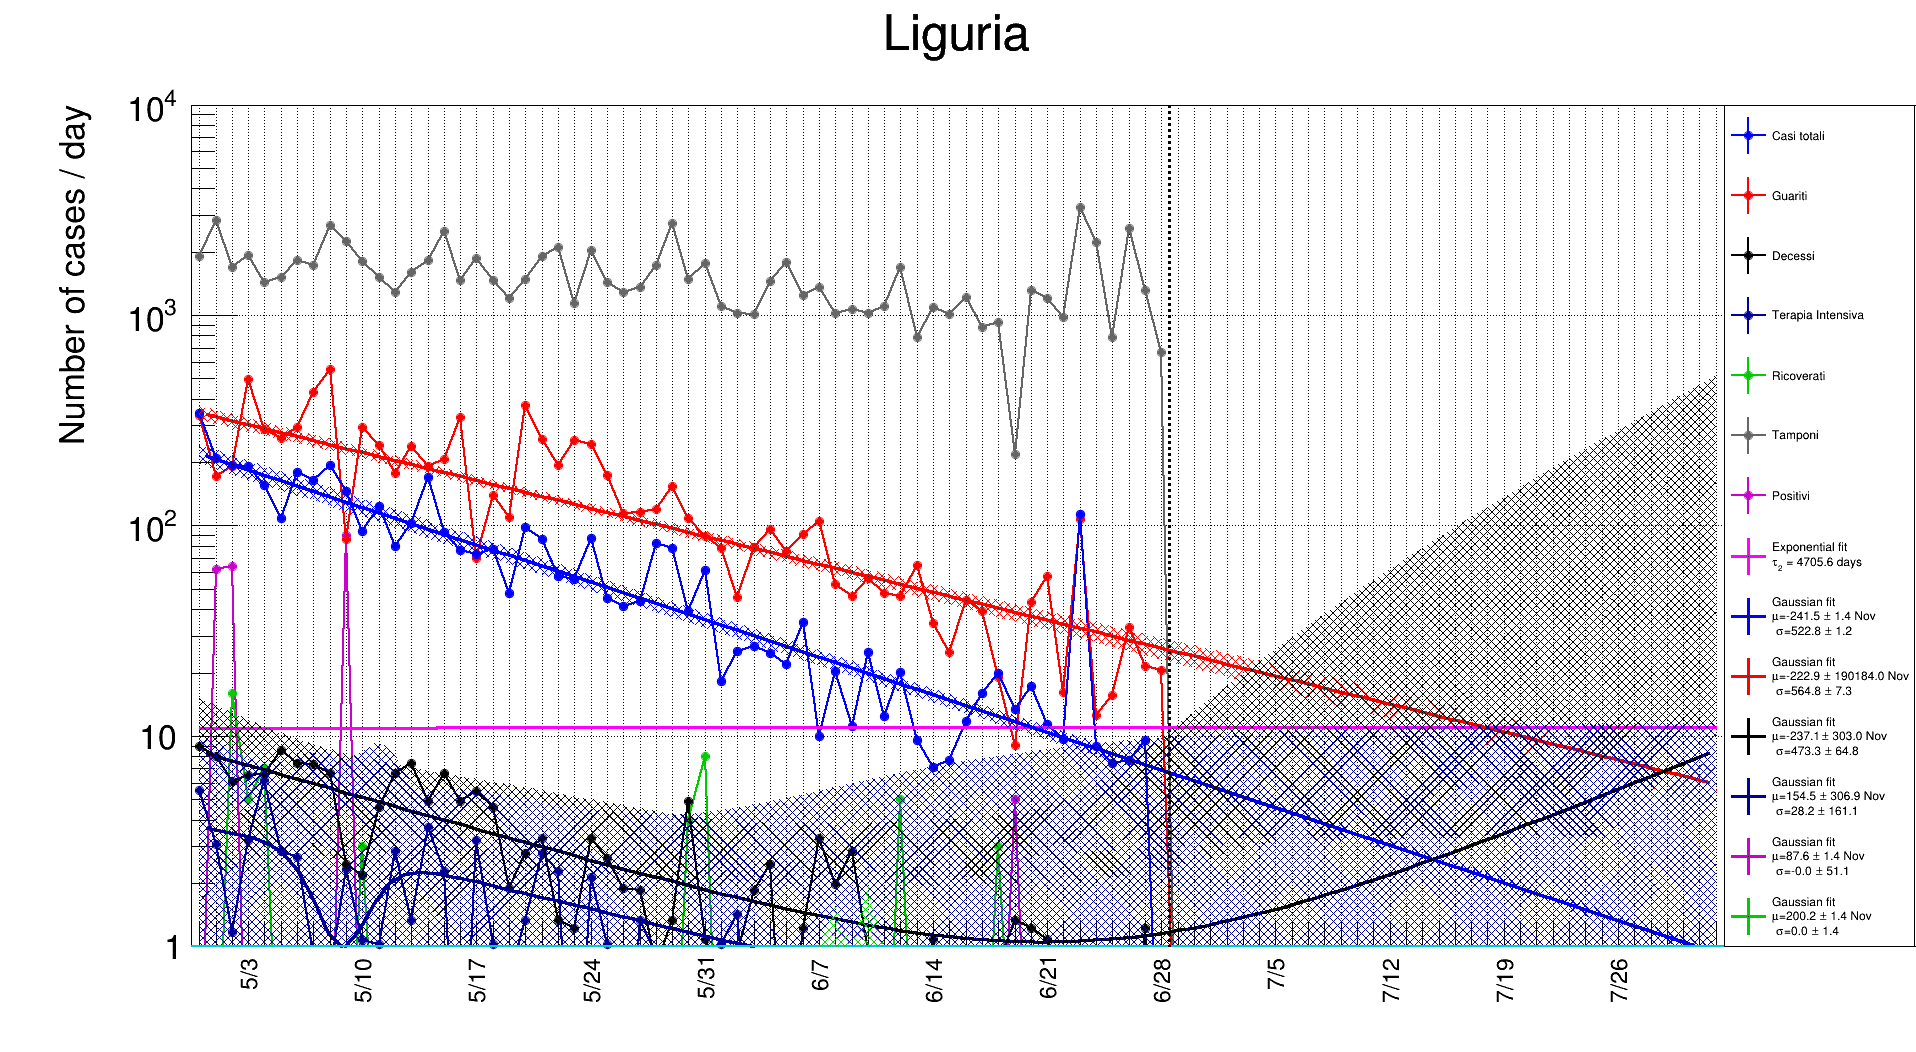 Liguria
Number of cases / day
10^4
10^3
10^2
10
1
5/3
5/10
5/17
5/24
5/31
6/7
6/14
6/21
6/28
7/5
7/12
7/19
7/26
Casi totali
Guariti
Decessi
Terapia Intensiva
Ricoverati
Tamponi
Positivi
Exponential fit
τ₂ = 4705.6 days
Gaussian fit
μ=-241.5 ± 1.4 Nov
σ=522.8 ± 1.2
Gaussian fit
μ=-222.9 ± 190184.0 Nov
σ=564.8 ± 7.3
Gaussian fit
μ=-237.1 ± 303.0 Nov
σ=473.3 ± 64.8
Gaussian fit
μ=154.5 ± 306.9 Nov
σ=28.2 ± 161.1
Gaussian fit
μ=87.6 ± 1.4 Nov
σ=-0.0 ± 51.1
Gaussian fit
μ=200.2 ± 1.4 Nov
σ=0.0 ± 1.4